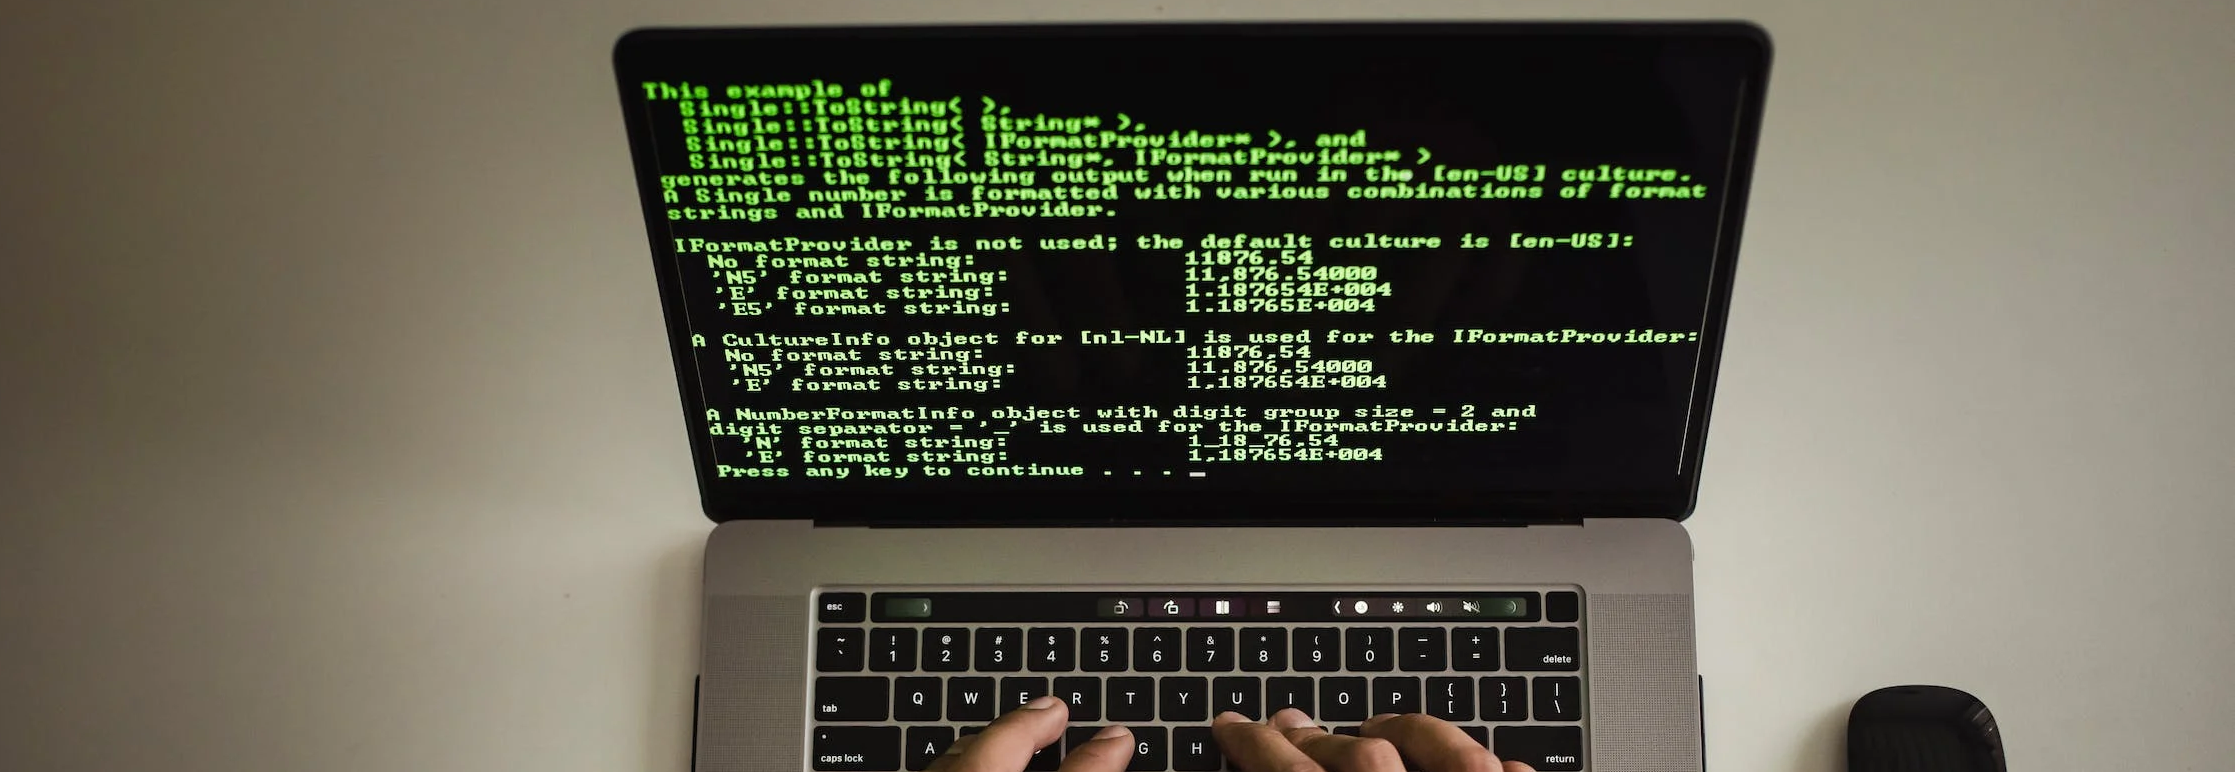 This example of
Single::ToString( ),
Single::ToString( String* ),
Single::ToString( IFormatProvider* ), and
Single::ToString( String*, IFormatProvider* )
generates the following output when run in the [en-US] culture.
A Single number is formatted with various combinations of format
strings and IFormatProvider.
IFormatProvider is not used; the default culture is [en-US]:
No format string: 11876.54
'N5' format string: 11,876.54000
'E' format string: 1.187654E+004
'E5' format string: 1.18765E+004
A CultureInfo object for [nl-NL] is used for the IFormatProvider:
No format string: 11876,54
'N5' format string: 11.876,54000
'E' format string: 1,187654E+004
A NumberFormatInfo object with digit group size = 2 and
digit separator = '_' is used for the IFormatProvider:
'N' format string: 1_18_76,54
'E' format string: 1,187654E+004
Press any key to continue . . . _
esc
~ ! @ # $ % ^ & * ( ) — +
` 1 2 3 4 5 6 7 8 9 0 - = delete
tab Q W E R T Y U I O P { [ } ] | \
caps lock A G H return